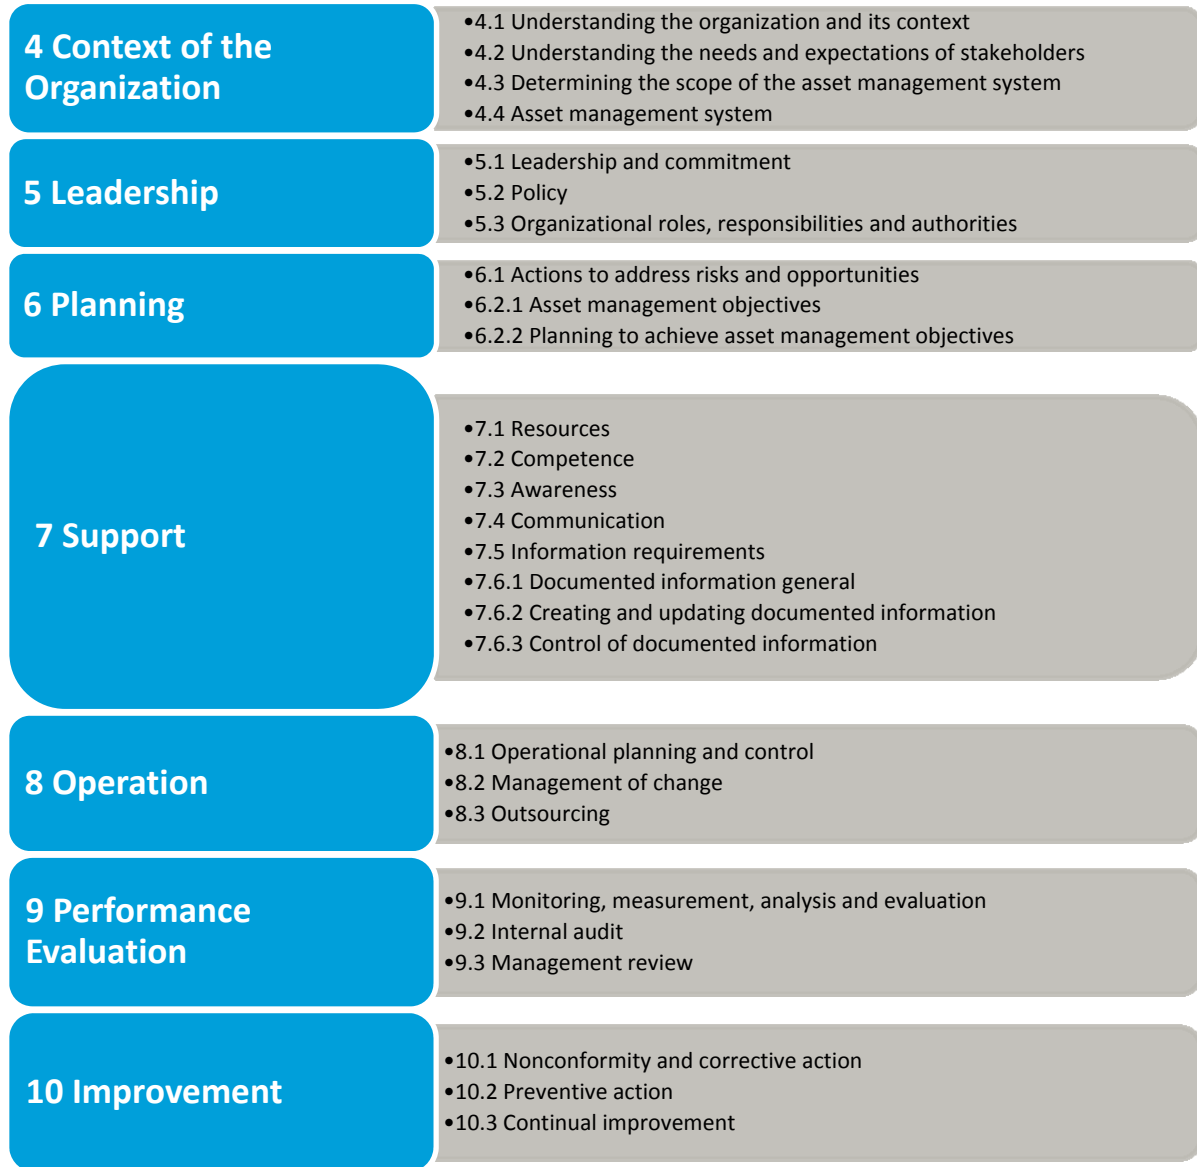 4 Context of the
Organization
•4.1 Understanding the organization and its context
•4.2 Understanding the needs and expectations of stakeholders
•4.3 Determining the scope of the asset management system
•4.4 Asset management system
5 Leadership
•5.1 Leadership and commitment
•5.2 Policy
•5.3 Organizational roles, responsibilities and authorities
6 Planning
•6.1 Actions to address risks and opportunities
•6.2.1 Asset management objectives
•6.2.2 Planning to achieve asset management objectives
7 Support
•7.1 Resources
•7.2 Competence
•7.3 Awareness
•7.4 Communication
•7.5 Information requirements
•7.6.1 Documented information general
•7.6.2 Creating and updating documented information
•7.6.3 Control of documented information
8 Operation
•8.1 Operational planning and control
•8.2 Management of change
•8.3 Outsourcing
9 Performance
Evaluation
•9.1 Monitoring, measurement, analysis and evaluation
•9.2 Internal audit
•9.3 Management review
10 Improvement
•10.1 Nonconformity and corrective action
•10.2 Preventive action
•10.3 Continual improvement